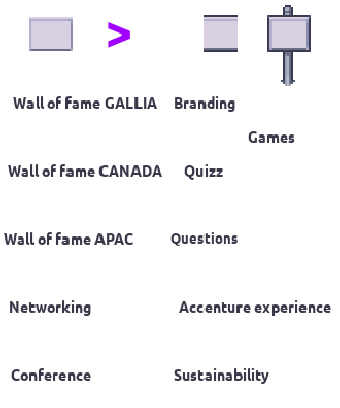 >
Wall of fame GALLIA Branding
Games
Wall of fame CANADA Quizz
Wall of fame APAC Questions
Networking Accenture experience
Conference Sustainability